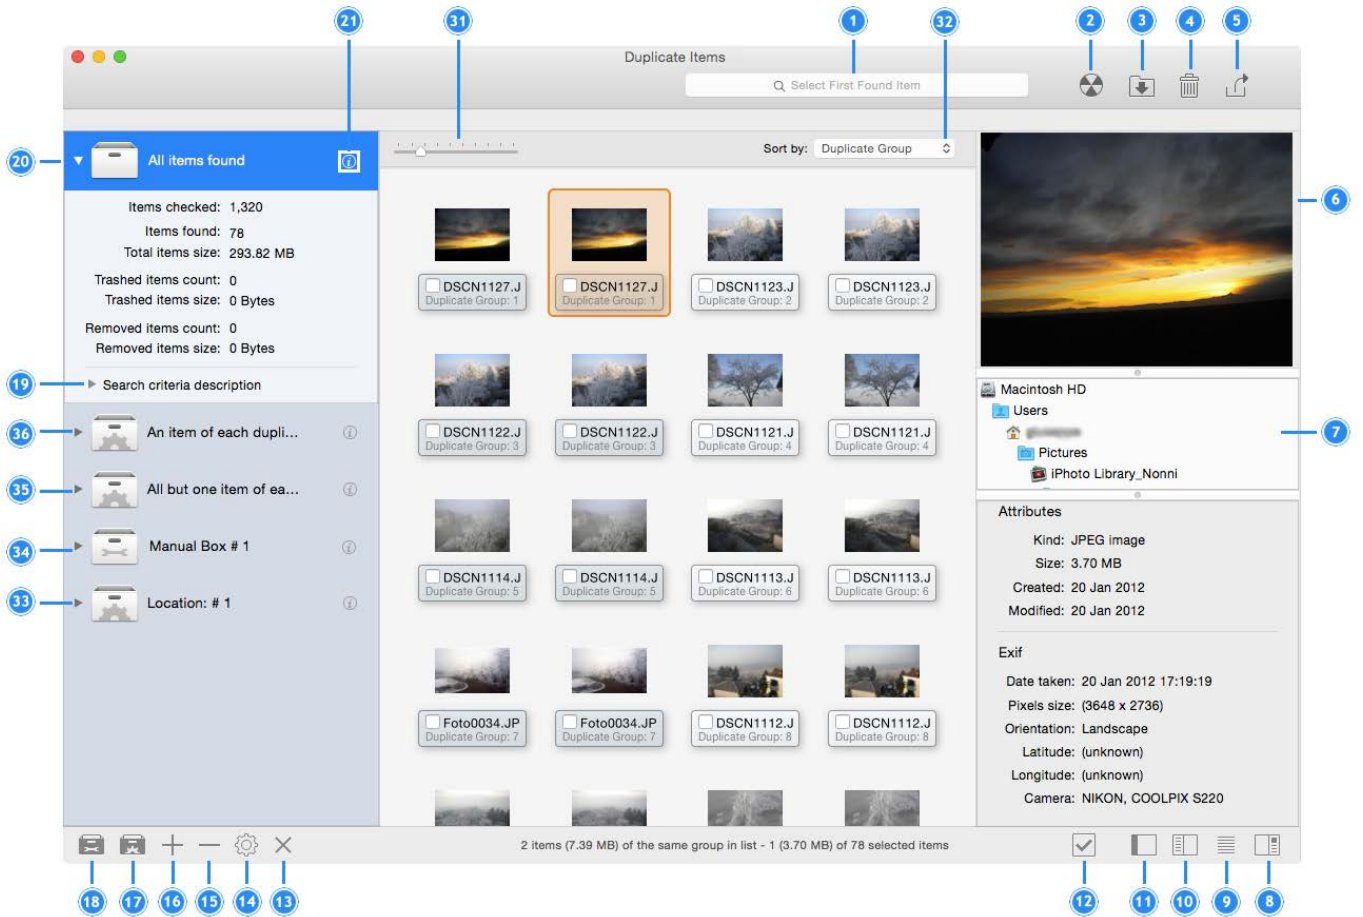 21
31
1
32
2
3
4
5
Duplicate Items
Select First Found Item
20
All items found
Sort by: Duplicate Group
6
Items checked: 1,320
Items found: 78
Total items size: 293.82 MB
Trashed items count: 0
Trashed items size: 0 Bytes
Removed items count: 0
Removed items size: 0 Bytes
19
Search criteria description
36
An item of each dupli...
35
All but one item of ea...
34
Manual Box # 1
33
Location: # 1
DSCN1127.J
Duplicate Group: 1
DSCN1127.J
Duplicate Group: 1
DSCN1123.J
Duplicate Group: 2
DSCN1123.J
Duplicate Group: 2
DSCN1122.J
Duplicate Group: 3
DSCN1122.J
Duplicate Group: 3
DSCN1121.J
Duplicate Group: 4
DSCN1121.J
Duplicate Group: 4
DSCN1114.J
Duplicate Group: 5
DSCN1114.J
Duplicate Group: 5
DSCN1113.J
Duplicate Group: 6
DSCN1113.J
Duplicate Group: 6
Foto0034.JP
Duplicate Group: 7
Foto0034.JP
Duplicate Group: 7
DSCN1112.J
Duplicate Group: 8
DSCN1112.J
Duplicate Group: 8
Macintosh HD
Users
7
Pictures
iPhoto Library_Nonni
Attributes
Kind: JPEG image
Size: 3.70 MB
Created: 20 Jan 2012
Modified: 20 Jan 2012
Exif
Date taken: 20 Jan 2012 17:19:19
Pixels size: (3648 x 2736)
Orientation: Landscape
Latitude: (unknown)
Longitude: (unknown)
Camera: NIKON, COOLPIX S220
2 items (7.39 MB) of the same group in list - 1 (3.70 MB) of 78 selected items
18
17
16
15
14
13
12
11
10
9
8